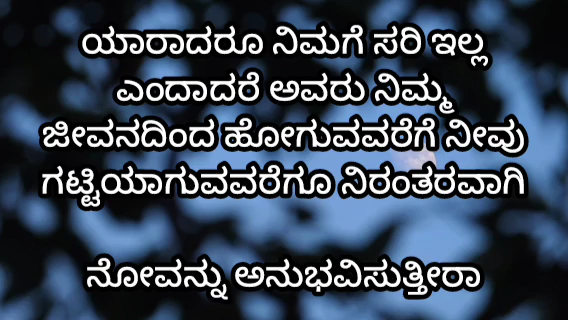 ಯಾರಾದರೂ ನಿಮಗೆ ಸರಿ ಇಲ್ಲ
ಎಂದಾದರೆ ಅವರು ನಿಮ್ಮ
ಜೀವನದಿಂದ ಹೋಗುವವರೆಗೆ ನೀವು
ಗಟ್ಟಿಯಾಗುವವರೆಗೂ ನಿರಂತರವಾಗಿ
ನೋವನ್ನು ಅನುಭವಿಸುತ್ತೀರಾ